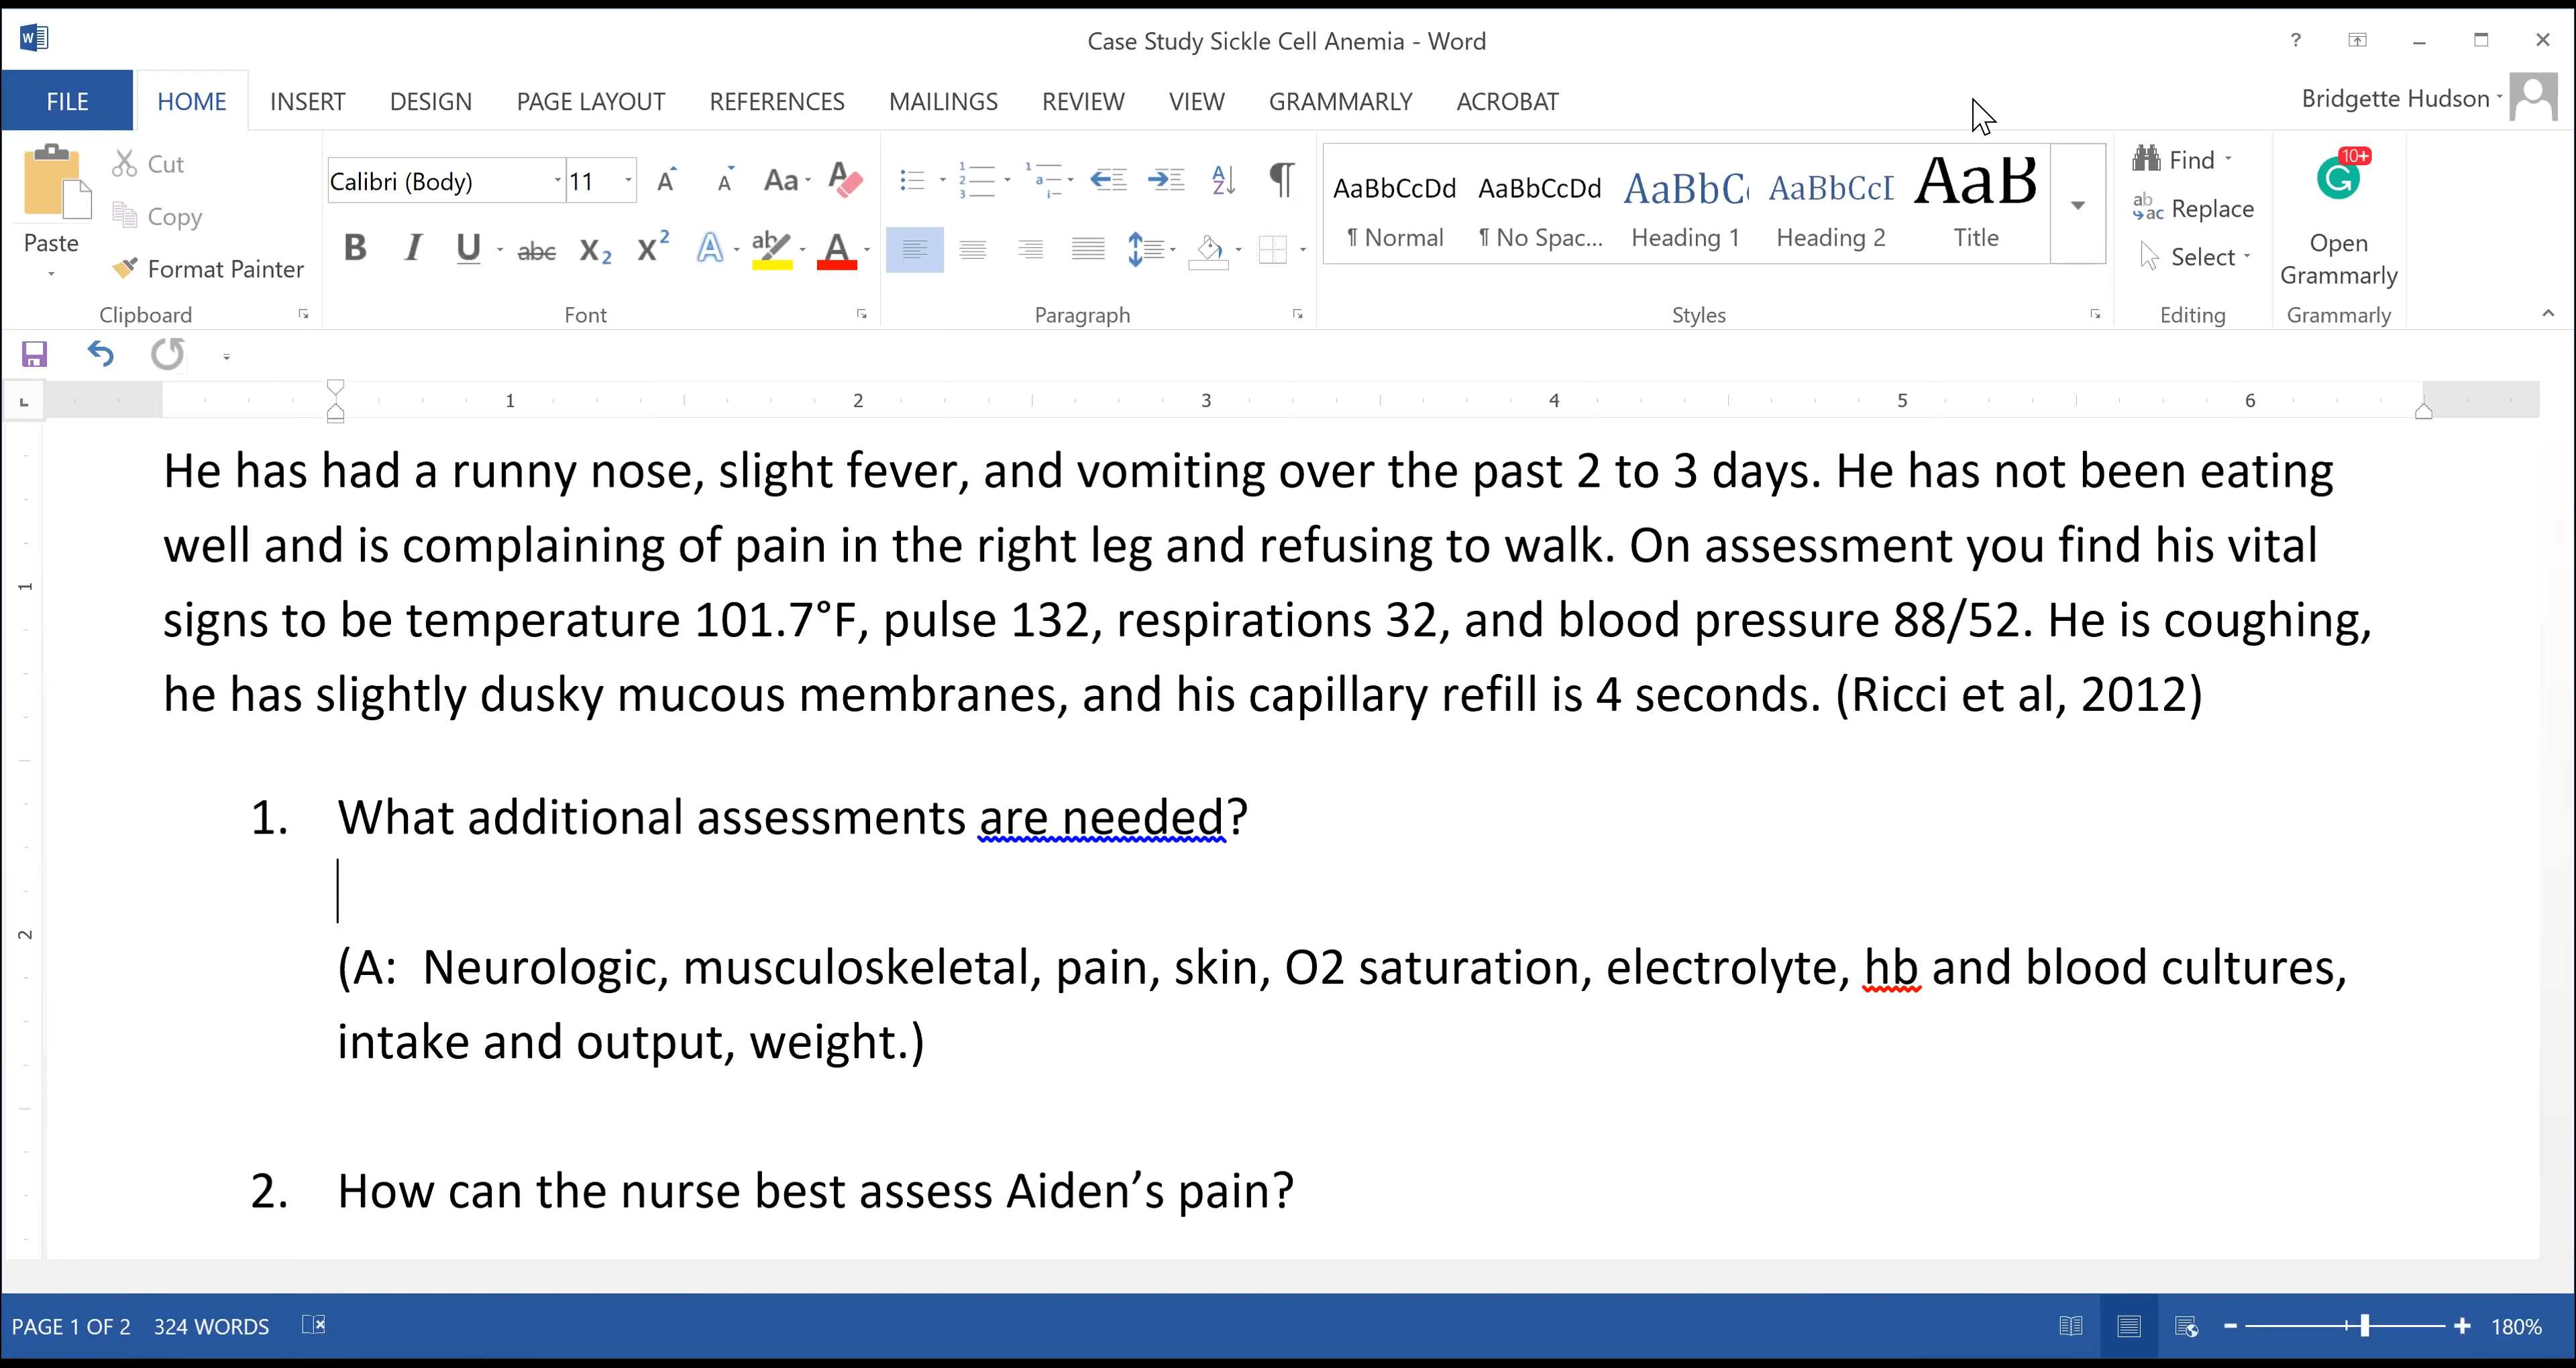 Case Study Sickle Cell Anemia - Word
?
FILE HOME INSERT DESIGN PAGE LAYOUT REFERENCES MAILINGS REVIEW VIEW GRAMMARLY ACROBAT
Bridgette Hudson
Paste
Cut
Copy
Format Painter
Clipboard
Calibri (Body) 11
Font
Paragraph
AaBbCcDd AaBbCcDd AaBbC AaBbCcD AaB
¶ Normal ¶ No Spac... Heading 1 Heading 2 Title
Styles
Find
Replace
Select
Editing
10+
Open
Grammarly
Grammarly
1 2 3 4 5 6
He has had a runny nose, slight fever, and vomiting over the past 2 to 3 days. He has not been eating
well and is complaining of pain in the right leg and refusing to walk. On assessment you find his vital
signs to be temperature 101.7°F, pulse 132, respirations 32, and blood pressure 88/52. He is coughing,
he has slightly dusky mucous membranes, and his capillary refill is 4 seconds. (Ricci et al, 2012)
1. What additional assessments are needed?
(A: Neurologic, musculoskeletal, pain, skin, O2 saturation, electrolyte, hb and blood cultures,
intake and output, weight.)
2. How can the nurse best assess Aiden’s pain?
1
2
PAGE 1 OF 2 324 WORDS
180%